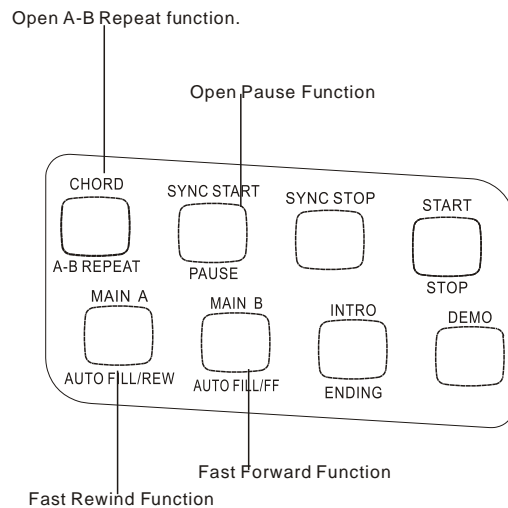 Open A-B Repeat function.
Open Pause Function
CHORD
SYNC START
SYNC STOP
START
A-B REPEAT
PAUSE
STOP
MAIN A
MAIN B
INTRO
DEMO
AUTO FILL/REW
AUTO FILL/FF
ENDING
Fast Forward Function
Fast Rewind Function